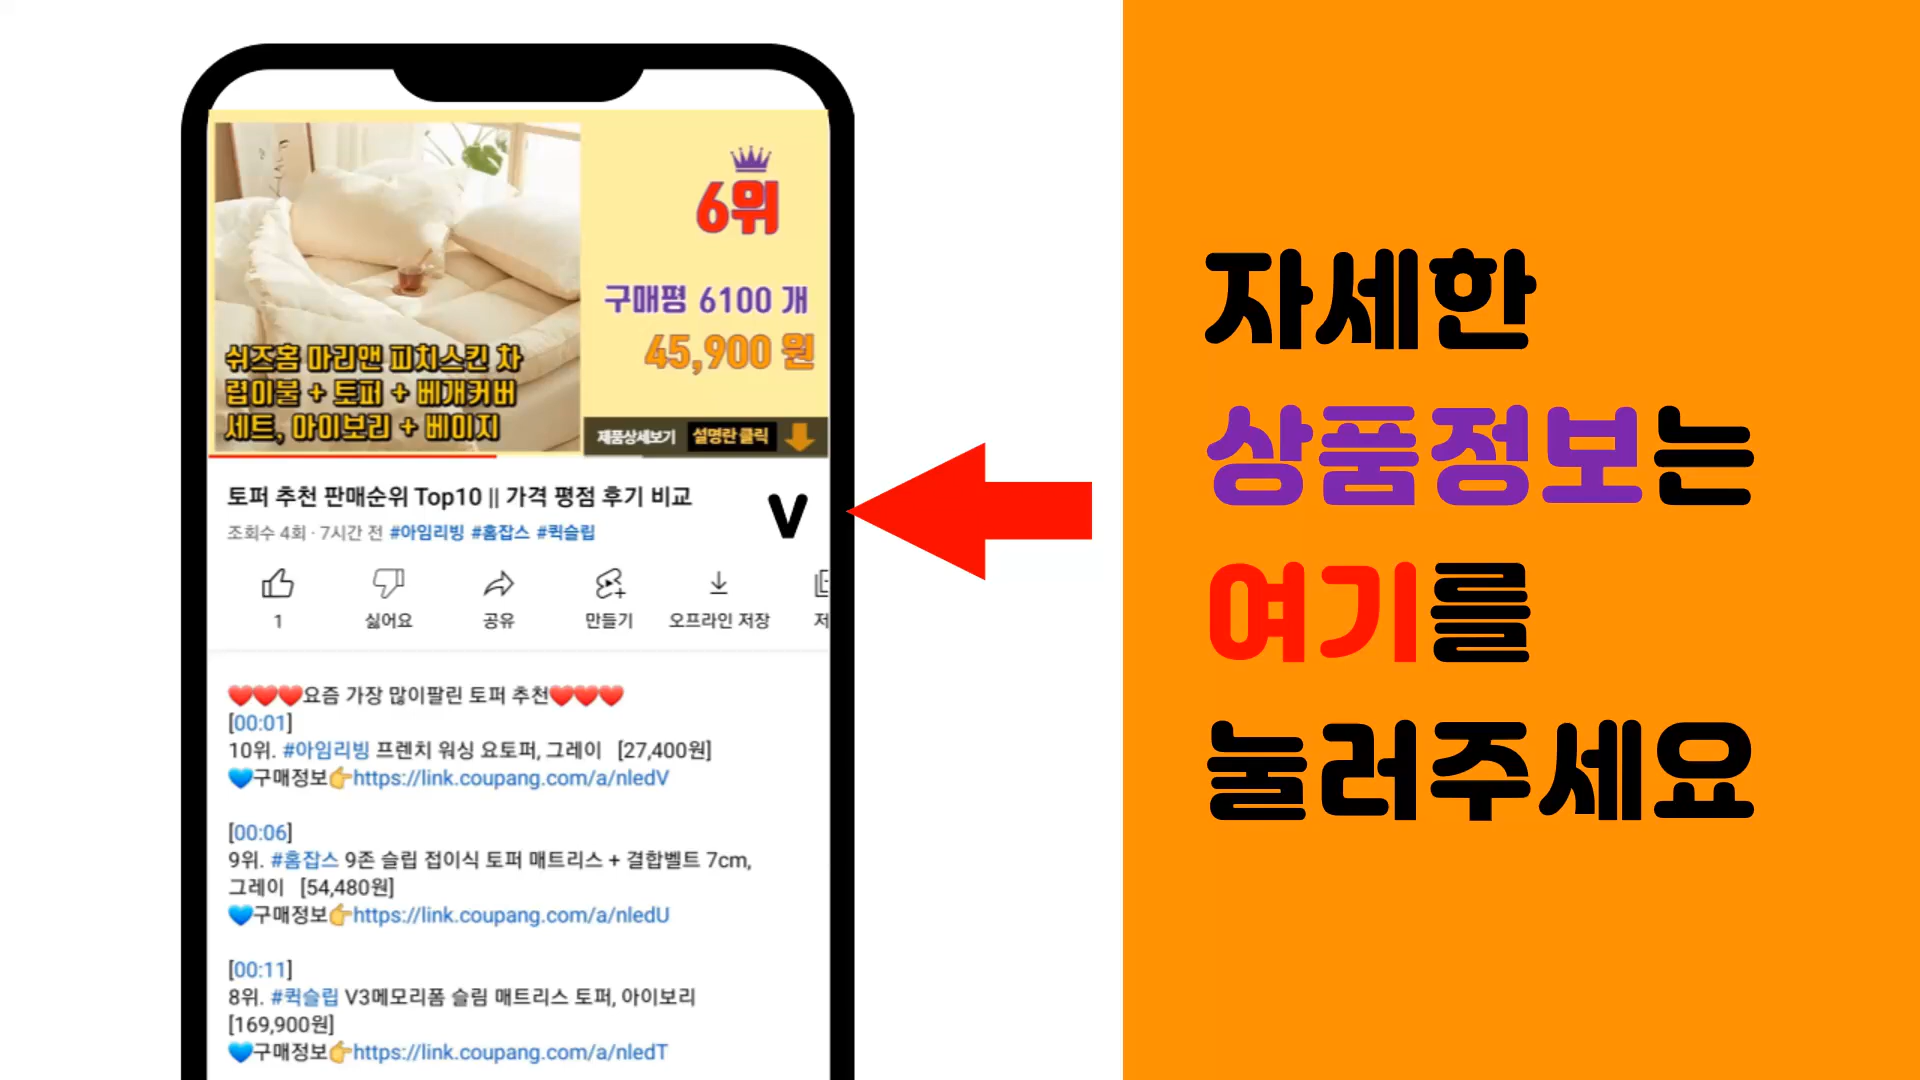 6위
구매평 6100 개
45,900 원
쉬즈홈 마리앤 피치스킨 차
렵이불 + 토퍼 + 베개커버
세트, 아이보리 + 베이지
제품상세보기 설명란 클릭
토퍼 추천 판매순위 Top10 || 가격 평점 후기 비교
V
조회수 4회 · 7시간 전 #아임리빙 #홈잡스 #퀵슬립
1 싫어요 공유 만들기 오프라인 저장 저
❤️❤️❤️요즘 가장 많이팔린 토퍼 추천❤️❤️❤️
[00:01]
10위. #아임리빙 프렌치 워싱 요토퍼, 그레이 [27,400원]
💙구매정보👉https://link.coupang.com/a/nledV
[00:06]
9위. #홈잡스 9존 슬립 접이식 토퍼 매트리스 + 결합벨트 7cm,
그레이 [54,480원]
💙구매정보👉https://link.coupang.com/a/nledU
[00:11]
8위. #퀵슬립 V3메모리폼 슬림 매트리스 토퍼, 아이보리
[169,900원]
💙구매정보👉https://link.coupang.com/a/nledT
자세한
상품정보는
여기를
눌러주세요